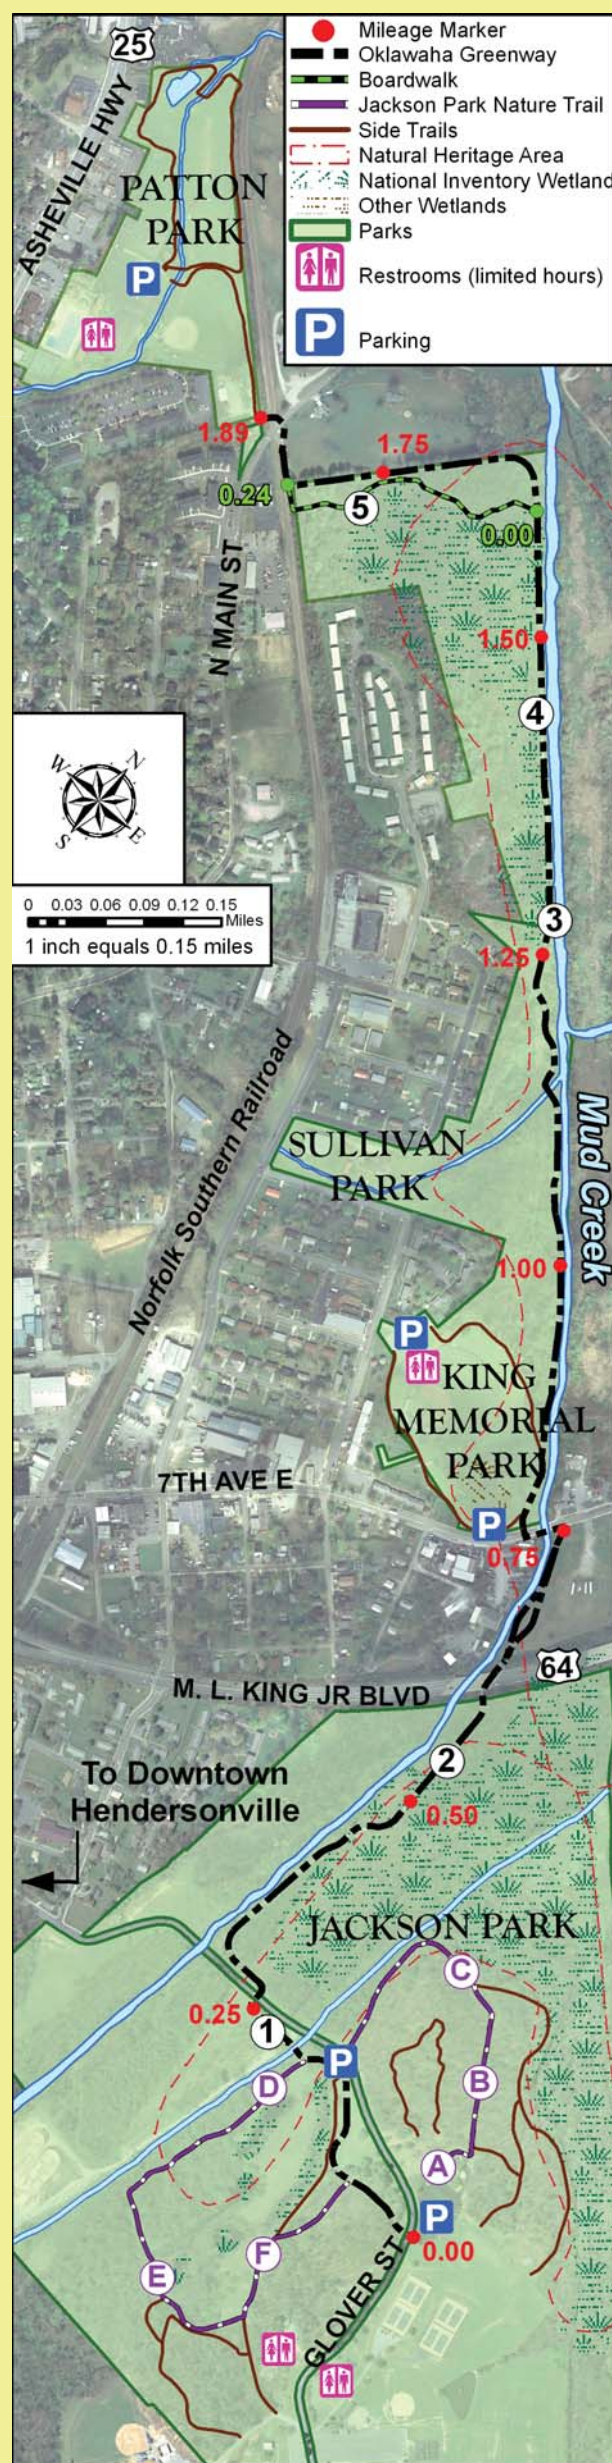 Mileage Marker
Oklawaha Greenway
Boardwalk
Jackson Park Nature Trail
Side Trails
Natural Heritage Area
National Inventory Wetland
Other Wetlands
Parks
Restrooms (limited hours)
P
Parking
25
ASHEVILLE HWY
PATTON
PARK
P
1.89
1.75
0.24
5
0.00
N MAIN ST
1.50
4
W
N
S
E
0 0.03 0.06 0.09 0.12 0.15
Miles
1 inch equals 0.15 miles
3
1.25
Norfolk Southern Railroad
SULLIVAN
PARK
Mud Creek
1.00
P
KING
MEMORIAL
PARK
7TH AVE E
P
0.75
64
M. L. KING JR BLVD
2
To Downtown
Hendersonville
0.50
JACKSON PARK
C
0.25
1
P
D
B
A
P
0.00
F
E
GLOVER ST